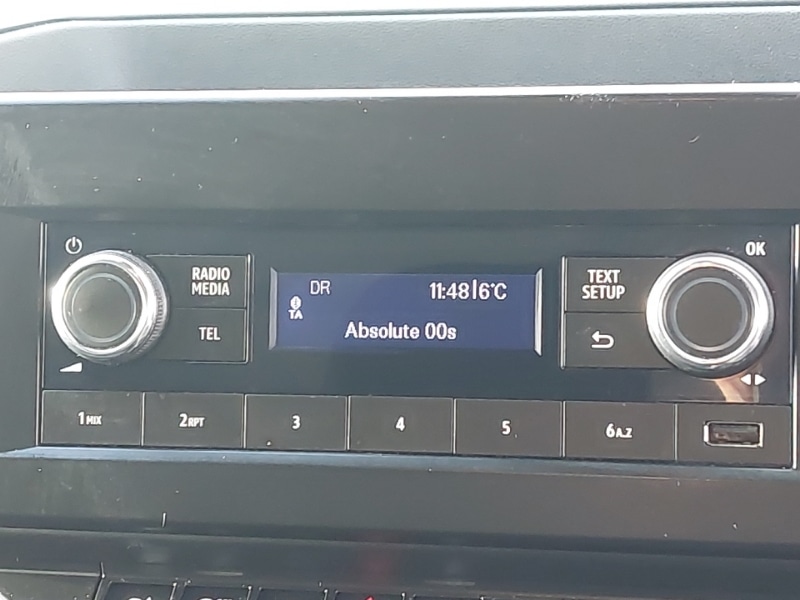 OK
RADIO
MEDIA
TEL
DR
11:48|6°C
TA
Absolute 00s
TEXT
SETUP
1MIX
2RPT
3
4
5
6A..Z